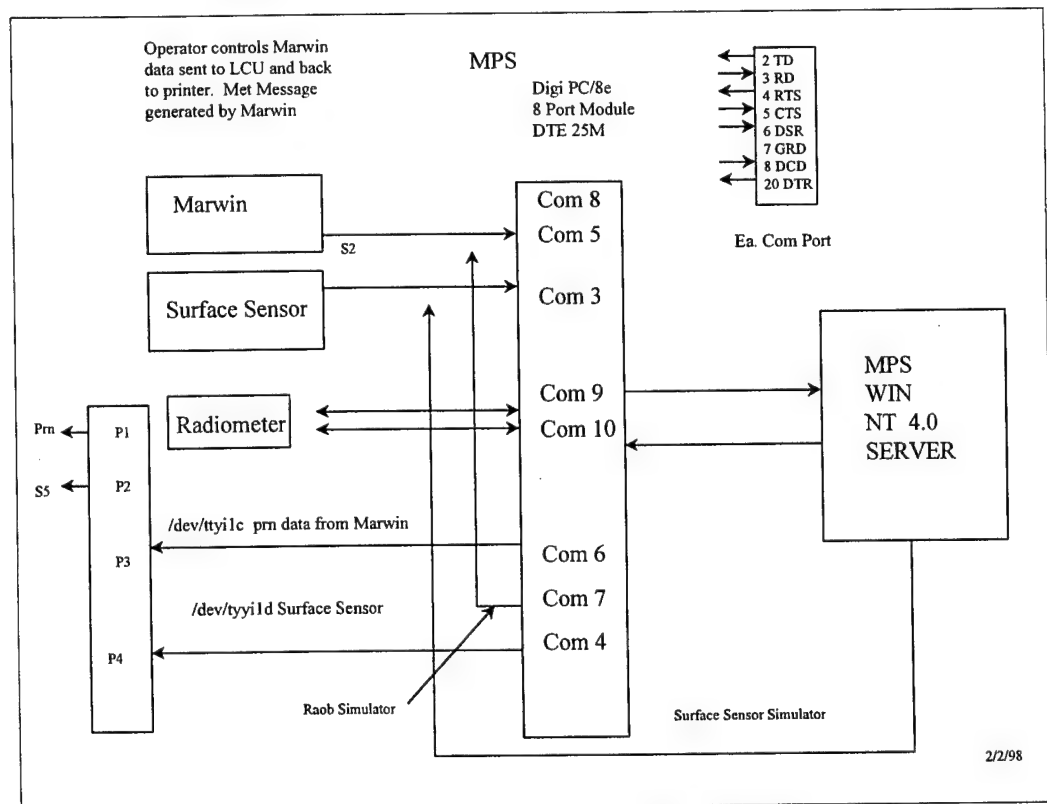 Operator controls Marwin
data sent to LCU and back
to printer. Met Message
generated by Marwin
MPS
Digi PC/8e
8 Port Module
DTE 25M
2 TD
3 RD
4 RTS
5 CTS
6 DSR
7 GRD
8 DCD
20 DTR
Ea. Com Port
Marwin
S2
Surface Sensor
Radiometer
Com 8
Com 5
Com 3
Com 9
Com 10
Com 6
Com 7
Com 4
MPS
WIN
NT 4.0
SERVER
Prn
P1
S5
P2
P3
P4
/dev/ttyi1c prn data from Marwin
/dev/tyyi1d Surface Sensor
Raob Simulator
Surface Sensor Simulator
2/2/98